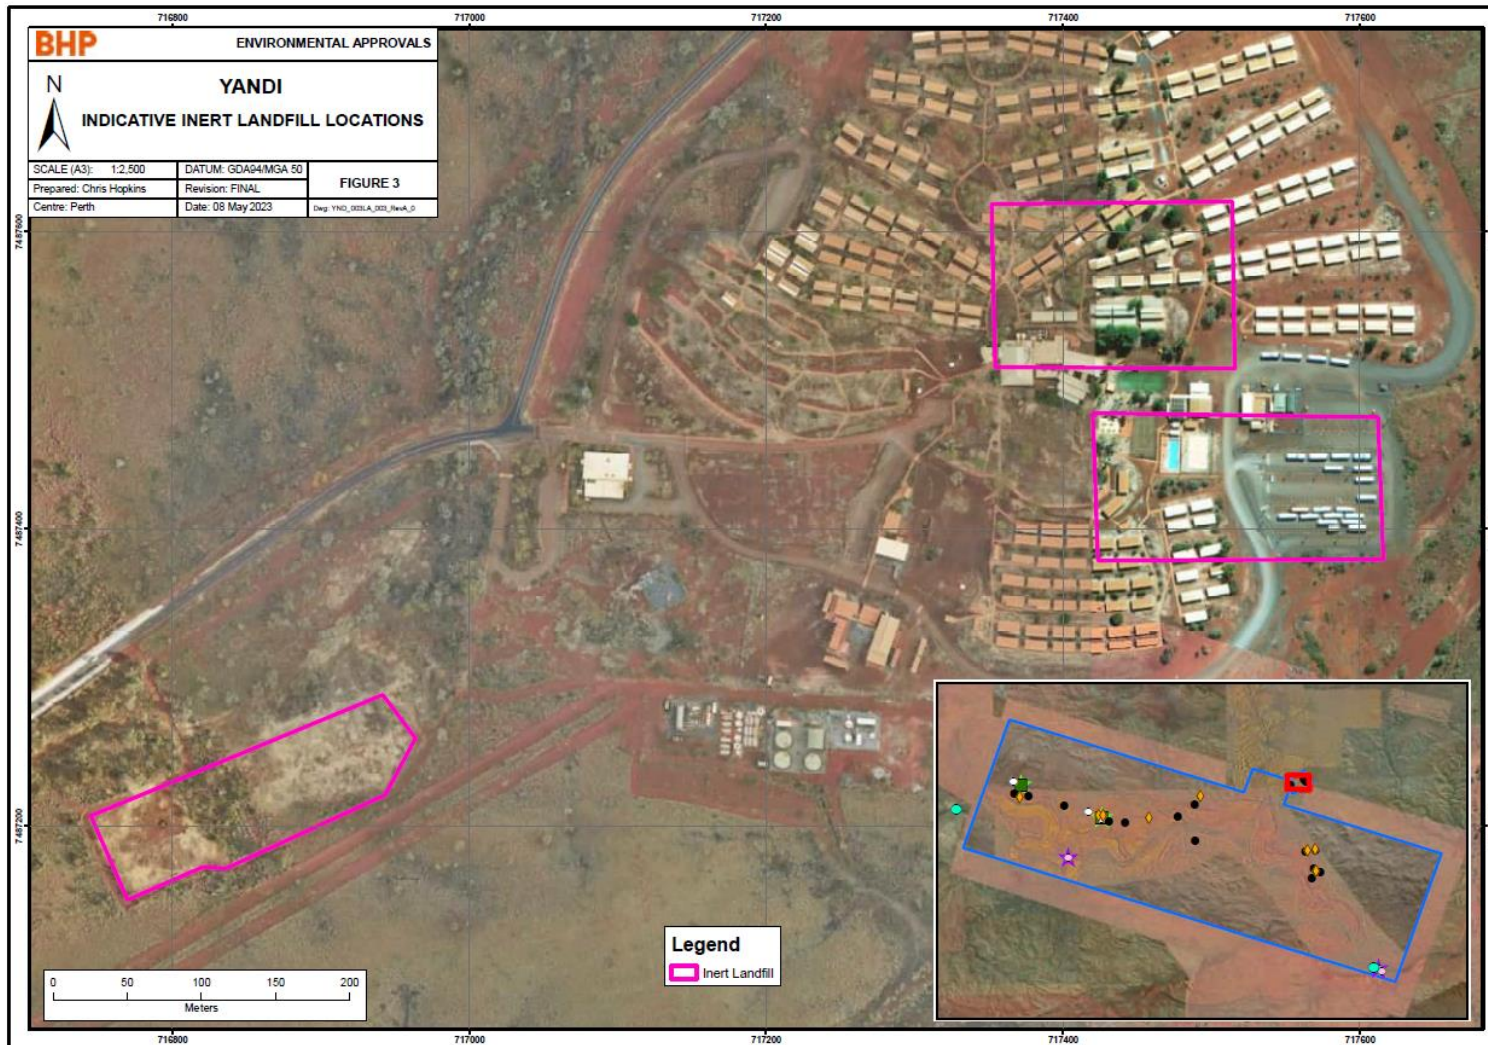 716800
717000
717200
717400
717600
BHP
ENVIRONMENTAL APPROVALS
N
YANDI
INDICATIVE INERT LANDFILL LOCATIONS
SCALE (A3): 1:2,500
DATUM: GDA94/MGA 50
FIGURE 3
Prepared: Chris Hopkins
Revision: FINAL
Centre: Perth
Date: 08 May 2023
Dwg: YND_003LA_003_RevA_0
7487600
7487400
7487200
Legend
Inert Landfill
0 50 100 150 200
Meters
716800
717000
717200
717400
717600